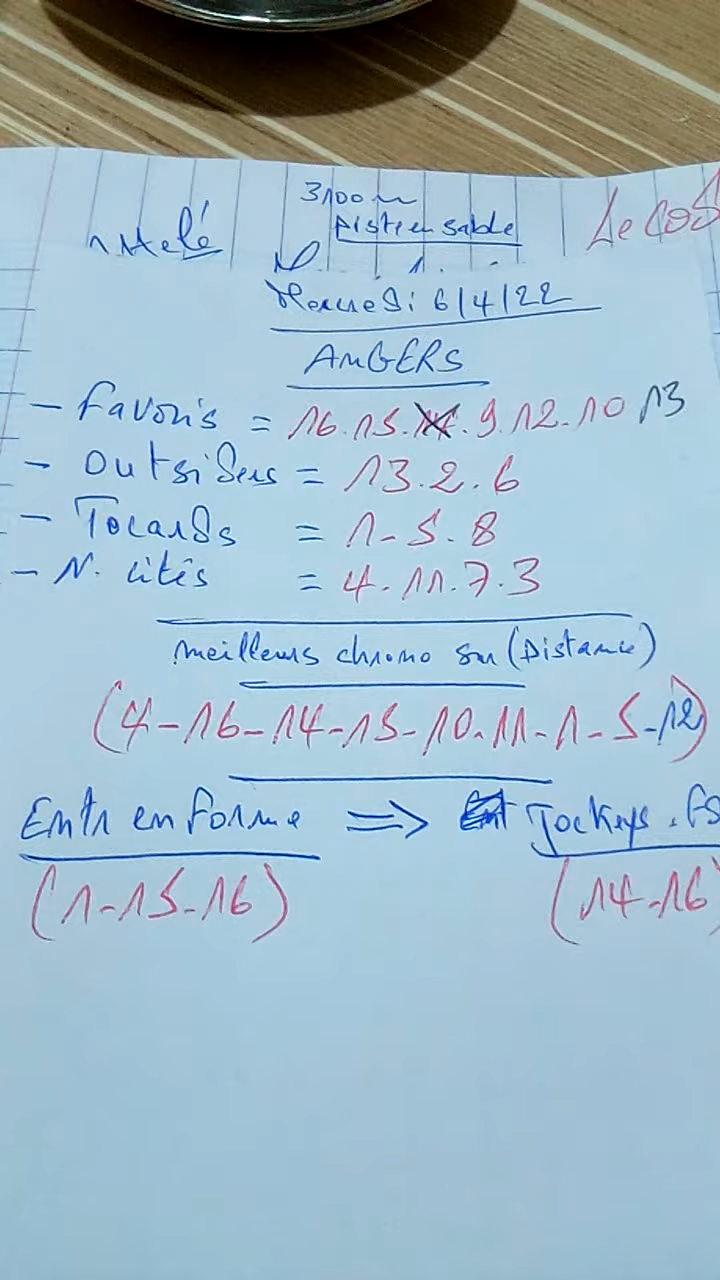 3100 m
Attelé Piste en sable Le Cos
Mercredi 6/4/22
ANGERS
- Favoris = 16.15.14.9.12.10 13
- Outsiders = 13.2.6
- Tocards = 1-5.8
- N. cités = 4.11.7.3
meilleurs chrono sur (Distance)
(4-16-14-15-10-11-1-5-12)
Entr en forme => Jockeys.
(1-15-16) (14-16)